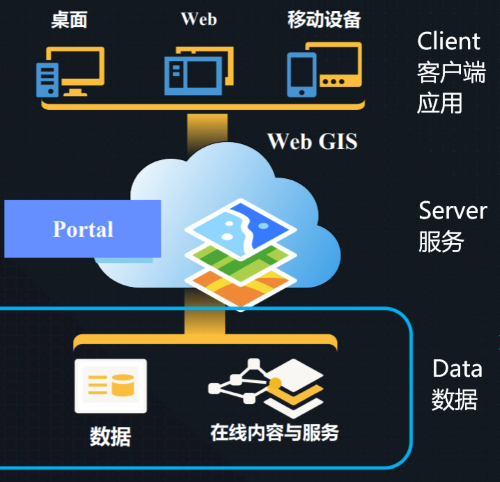 桌面
Web
移动设备
Client
客户端
应用
Web GIS
Portal
Server
服务
Data
数据
数据
在线内容与服务